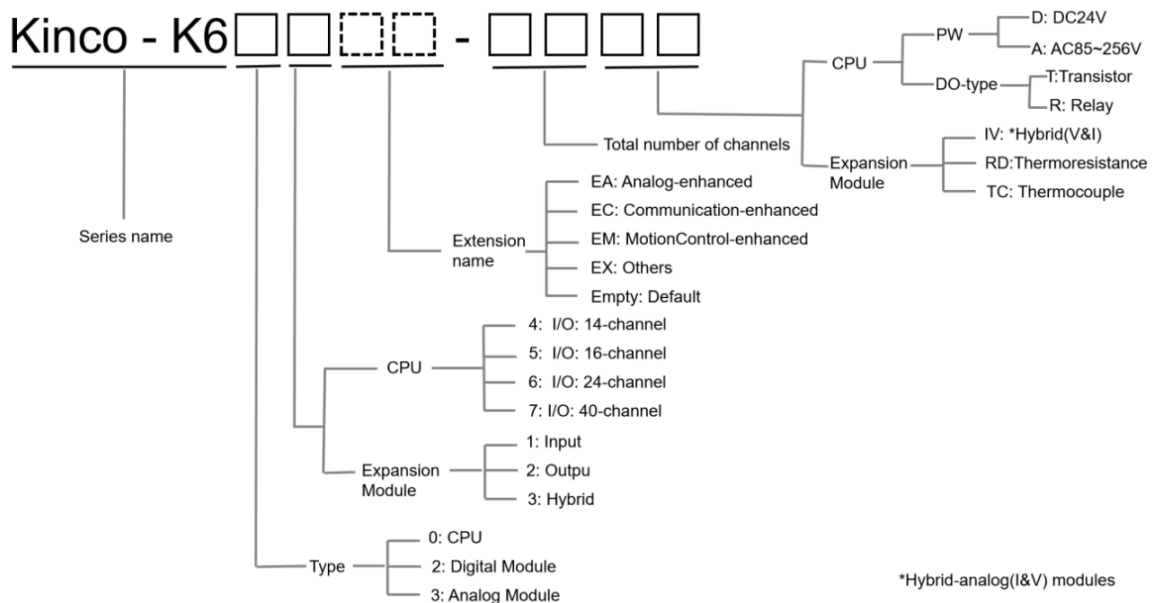 Kinco - K6 -
D: DC24V
PW
A: AC85~256V
CPU
T:Transistor
DO-type
R: Relay
Total number of channels
IV: *Hybrid(V&I)
Expansion
Module
RD:Thermoresistance
TC: Thermocouple
Series name
EA: Analog-enhanced
EC: Communication-enhanced
Extension
name
EM: MotionControl-enhanced
EX: Others
Empty: Default
4: I/O: 14-channel
5: I/O: 16-channel
CPU
6: I/O: 24-channel
7: I/O: 40-channel
1: Input
Expansion
Module
2: Outpu
3: Hybrid
0: CPU
Type
2: Digital Module
3: Analog Module
*Hybrid-analog(I&V) modules